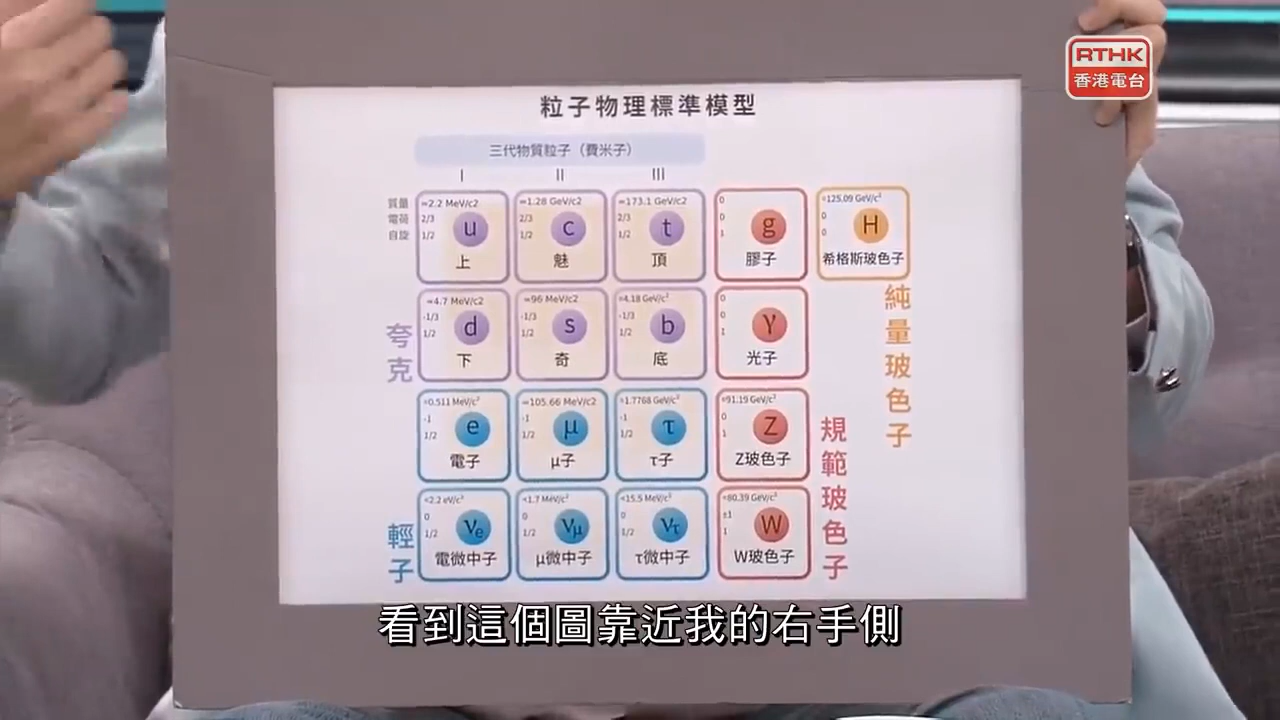 RTHK
香港電台
粒子物理標準模型
三代物質粒子（費米子）
I II III
質量
電荷
自旋
≃2.2 MeV/c2
2/3
1/2
u
上
≃1.28 GeV/c2
2/3
1/2
c
魅
≃173.1 GeV/c2
2/3
1/2
t
頂
0
0
1
g
膠子
≃125.09 GeV/c²
0
0
H
希格斯玻色子
≃4.7 MeV/c2
-1/3
1/2
d
下
≃96 MeV/c2
-1/3
1/2
s
奇
≃4.18 GeV/c²
-1/3
1/2
b
底
0
0
1
γ
光子
≃0.511 MeV/c²
-1
1/2
e
電子
≃105.66 MeV/c2
-1
1/2
μ
μ子
≃1.7768 GeV/c²
-1
1/2
τ
τ子
≃91.19 GeV/c²
0
1
Z
Z玻色子
<2.2 eV/c²
0
1/2
νe
電微中子
<1.7 MeV/c²
0
1/2
νμ
μ微中子
<15.5 MeV/c²
0
1/2
ντ
τ微中子
≃80.39 GeV/c²
±1
1
W
W玻色子
夸克
輕子
規範玻色子
純量玻色子
看到這個圖靠近我的右手側